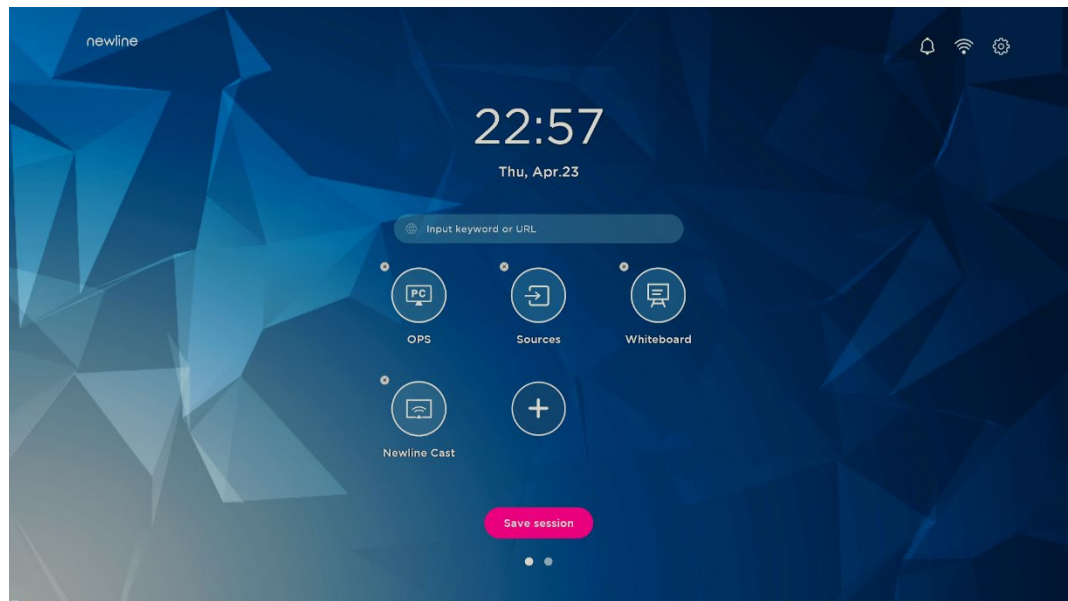 newline
22:57
Thu, Apr.23
Input keyword or URL
PC
OPS
Sources
Whiteboard
Newline Cast
Save session